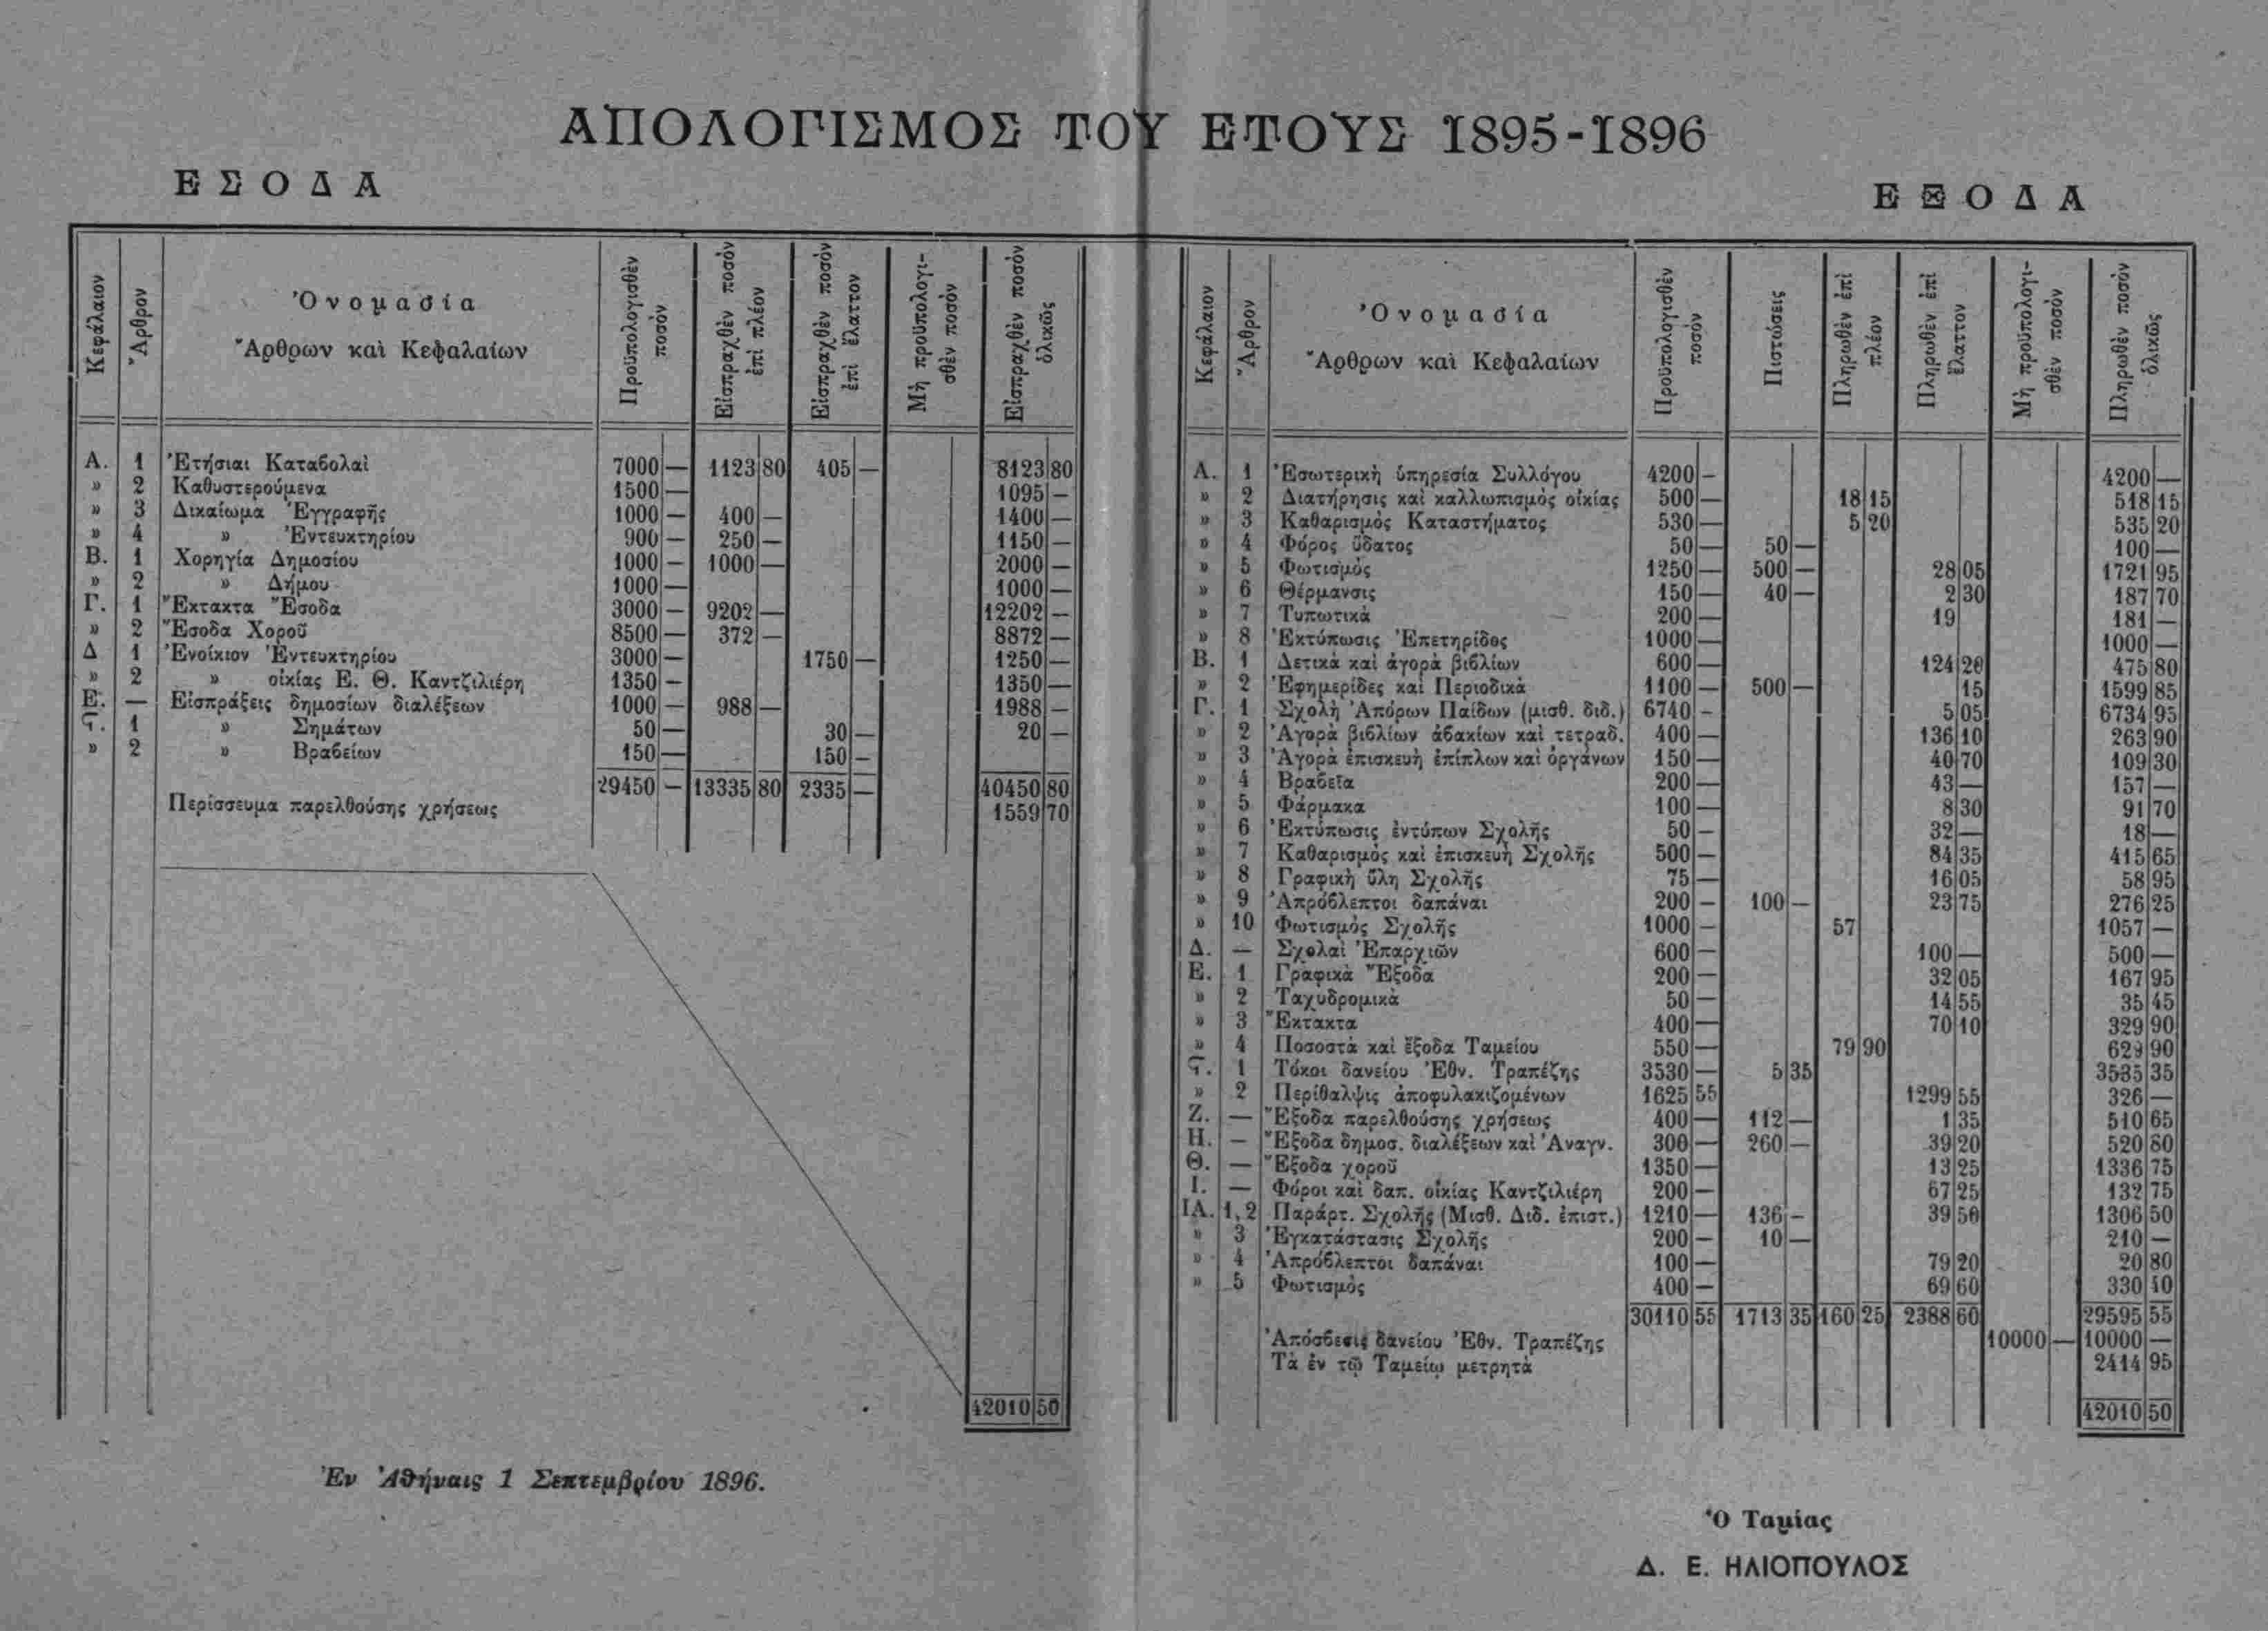 ΑΠΟΛΟΓΙΣΜΟΣ ΤΟΥ ΕΤΟΥΣ 1895-1896
ΕΣΟΔΑ
Κεφάλαιον Ἄρθρον Ὀνομασία Ἄρθρων καὶ Κεφαλαίων Προϋπολογισθὲν ποσόν Εἰσπραχθὲν ποσόν ἐπὶ πλέον Εἰσπραχθὲν ποσόν ἐπὶ ἔλαττον Μὴ προϋπολογισθὲν ποσόν Εἰσπραχθὲν ποσόν ὁλικῶς
Α. 1 Ἐτήσιαι Καταβολαὶ 7000 — 1123 80 405 — 8123 80
» 2 Καθυστερούμενα 1500 — 1095 —
» 3 Δικαίωμα Ἐγγραφῆς 1000 — 400 — 1400 —
» 4 » Ἐντευκτηρίου 900 — 250 — 1150 —
Β. 1 Χορηγία Δημοσίου 1000 — 1000 — 2000 —
» 2 » Δήμου 1000 — 1000 —
Γ. 1 Ἔκτακτα Ἔσοδα 3000 — 9202 — 12202 —
» 2 Ἔσοδα Χοροῦ 8500 — 372 — 8872 —
Δ 1 Ἐνοίκιον Ἐντευκτηρίου 3000 — 1750 — 1250 —
» 2 » οἰκίας Ε. Θ. Καντζιλιέρη 1350 — 1350 —
Ε. — Εἰσπράξεις δημοσίων διαλέξεων 1000 — 988 — 1988 —
Ϛ. 1 » Σημάτων 50 — 30 — 20 —
» 2 » Βραβείων 150 — 150 —
29450 — 13335 80 2335 — 40450 80
Περίσσευμα παρελθούσης χρήσεως 1559 70
42010 50
Ἐν Ἀθήναις 1 Σεπτεμβρίου 1896.
ΕΞΟΔΑ
Κεφάλαιον Ἄρθρον Ὀνομασία Ἄρθρων καὶ Κεφαλαίων Προϋπολογισθὲν ποσόν Πιστώσεις Πληρωθὲν ἐπὶ πλέον Πληρωθὲν ἐπὶ ἔλαττον Μὴ προϋπολογισθὲν ποσόν Πληρωθὲν ποσόν ὁλικῶς
Α. 1 Ἐσωτερικὴ ὑπηρεσία Συλλόγου 4200 — 4200 —
» 2 Διατήρησις καὶ καλλωπισμὸς οἰκίας 500 — 18 15 518 15
» 3 Καθαρισμὸς Καταστήματος 530 — 5 20 535 20
» 4 Φόρος ὕδατος 50 — 50 — 100 —
» 5 Φωτισμὸς 1250 — 500 — 28 05 1721 95
» 6 Θέρμανσις 150 — 40 — 2 30 187 70
» 7 Τυπωτικὰ 200 — 19 181 —
» 8 Ἐκτύπωσις Ἐπετηρίδος 1000 — 1000 —
Β. 1 Δετικὰ καὶ ἀγορὰ βιβλίων 600 — 124 20 475 80
» 2 Ἐφημερίδες καὶ Περιοδικὰ 1100 — 500 — 15 1599 85
Γ. 1 Σχολὴ Ἀπόρων Παίδων (μισθ. διδ.) 6740 — 5 05 6734 95
» 2 Ἀγορὰ βιβλίων ἀβακίων καὶ τετραδ. 400 — 136 10 263 90
» 3 Ἀγορὰ ἐπισκευὴ ἐπίπλων καὶ ὀργάνων 150 — 40 70 109 30
» 4 Βραβεῖα 200 — 43 — 157 —
» 5 Φάρμακα 100 — 8 30 91 70
» 6 Ἐκτύπωσις ἐντύπων Σχολῆς 50 — 32 — 18 —
» 7 Καθαρισμὸς καὶ ἐπισκευὴ Σχολῆς 500 — 84 35 415 65
» 8 Γραφικὴ ὕλη Σχολῆς 75 — 16 05 58 95
» 9 Ἀπρόβλεπτοι δαπάναι 200 — 100 — 23 75 276 25
» 10 Φωτισμὸς Σχολῆς 1000 — 57 1057 —
Δ. — Σχολαὶ Ἐπαρχιῶν 600 — 100 — 500 —
Ε. 1 Γραφικὰ Ἔξοδα 200 — 32 05 167 95
» 2 Ταχυδρομικὰ 50 — 14 55 35 45
» 3 Ἔκτακτα 400 — 70 10 329 90
» 4 Ποσοστὰ καὶ ἔξοδα Ταμείου 550 — 79 90 629 90
Ϛ. 1 Τόκοι δανείου Ἐθν. Τραπέζης 3530 — 5 35 3535 35
» 2 Περίθαλψις ἀποφυλακιζομένων 1625 55 1299 55 326 —
Ζ. — Ἔξοδα παρελθούσης χρήσεως 400 — 112 — 1 35 510 65
Η. — Ἔξοδα δημοσ. διαλέξεων καὶ Ἀναγν. 300 — 260 — 39 20 520 80
Θ. — Ἔξοδα χοροῦ 1350 — 13 25 1336 75
Ι. — Φόροι καὶ δαπ. οἰκίας Καντζιλιέρη 200 — 67 25 132 75
ΙΑ. 1,2 Παράρτ. Σχολῆς (Μισθ. Διδ. ἐπιστ.) 1210 — 136 — 39 50 1306 50
» 3 Ἐγκατάστασις Σχολῆς 200 — 10 — 210 —
» 4 Ἀπρόβλεπτοι δαπάναι 100 — 79 20 20 80
» 5 Φωτισμὸς 400 — 69 60 330 40
30110 55 1713 35 160 25 2388 60 29595 55
Ἀπόσβεσις δανείου Ἐθν. Τραπέζης 10000 — 10000 —
Τὰ ἐν τῷ Ταμείῳ μετρητὰ 2414 95
42010 50
Ὁ Ταμίας
Δ. Ε. ΗΛΙΟΠΟΥΛΟΣ